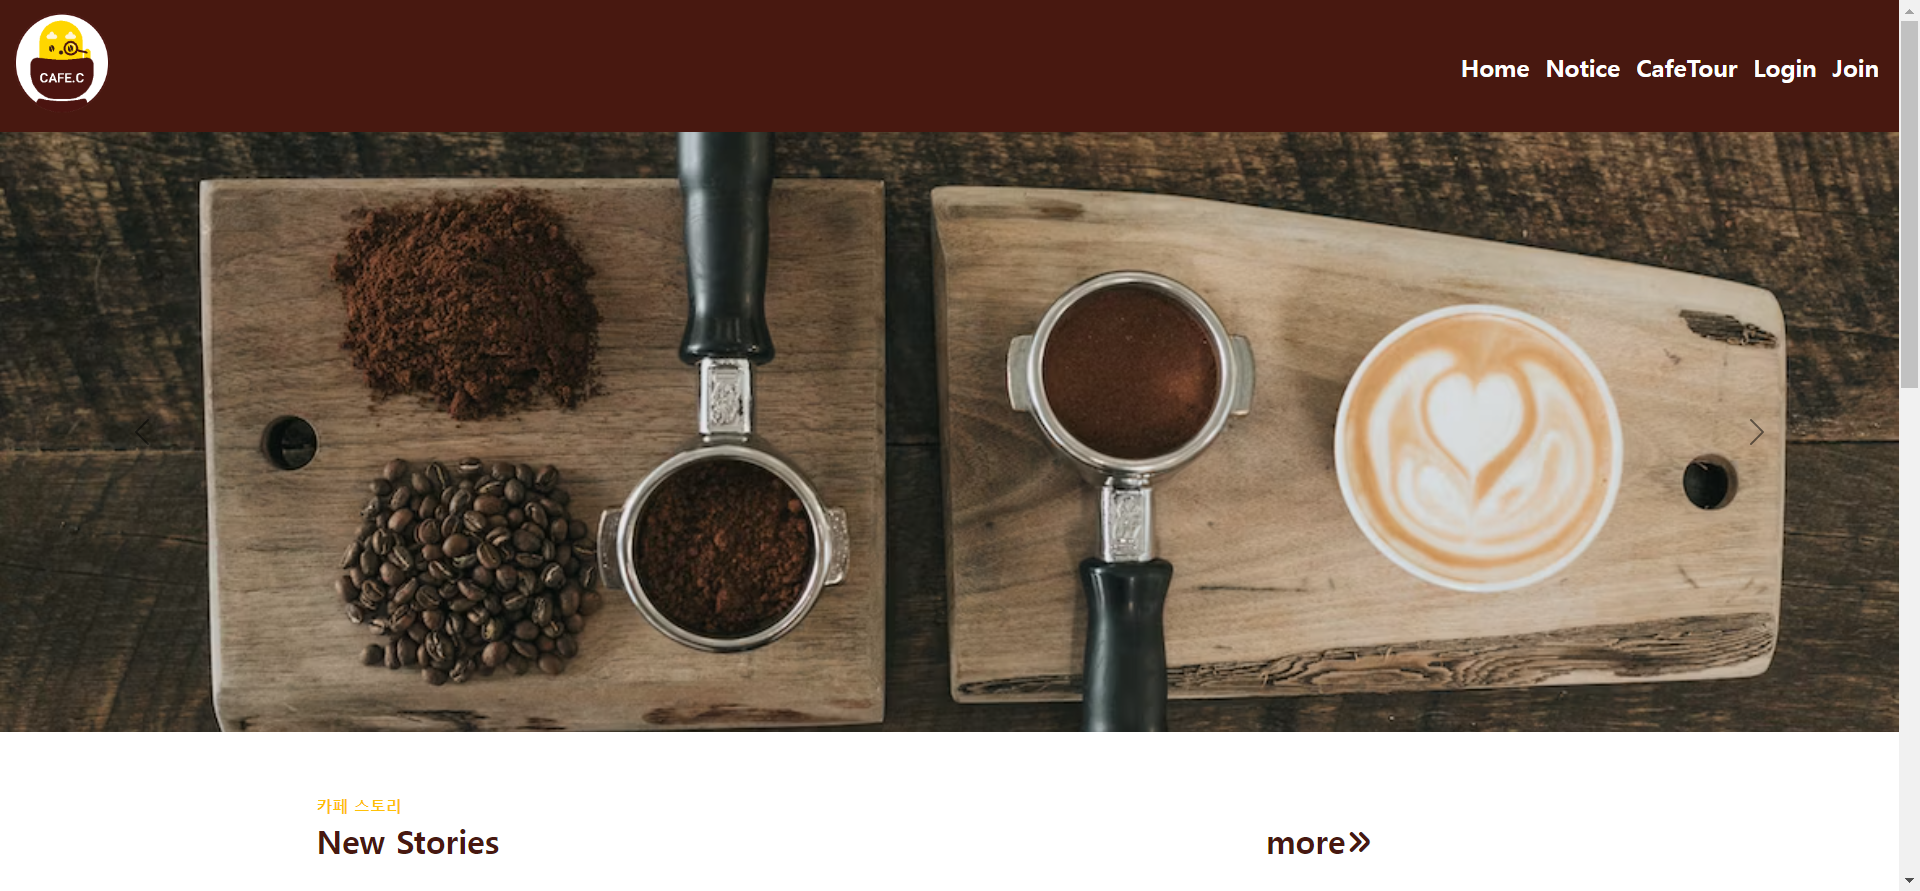 CAFE.C
Home Notice CafeTour Login Join
카페 스토리
New Stories
more